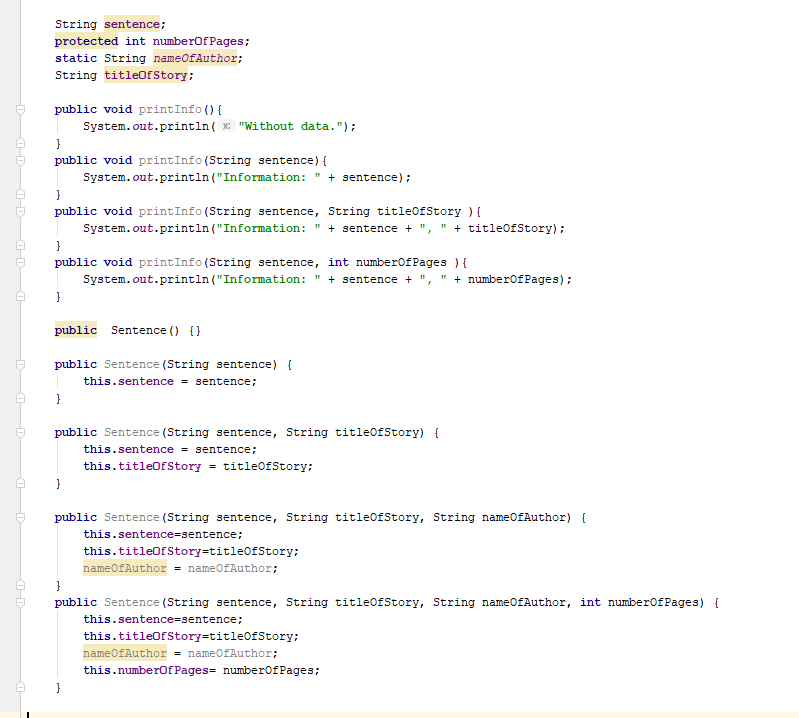 String sentence;
protected int numberOfPages;
static String nameOfAuthor;
String titleOfStory;
public void printInfo(){
System.out.println( x: "Without data.");
}
public void printInfo(String sentence){
System.out.println("Information: " + sentence);
}
public void printInfo(String sentence, String titleOfStory ){
System.out.println("Information: " + sentence + ", " + titleOfStory);
}
public void printInfo(String sentence, int numberOfPages ){
System.out.println("Information: " + sentence + ", " + numberOfPages);
}
public  Sentence() {}
public Sentence(String sentence) {
this.sentence = sentence;
}
public Sentence(String sentence, String titleOfStory) {
this.sentence = sentence;
this.titleOfStory = titleOfStory;
}
public Sentence(String sentence, String titleOfStory, String nameOfAuthor) {
this.sentence=sentence;
this.titleOfStory=titleOfStory;
nameOfAuthor = nameOfAuthor;
}
public Sentence(String sentence, String titleOfStory, String nameOfAuthor, int numberOfPages) {
this.sentence=sentence;
this.titleOfStory=titleOfStory;
nameOfAuthor = nameOfAuthor;
this.numberOfPages= numberOfPages;
}